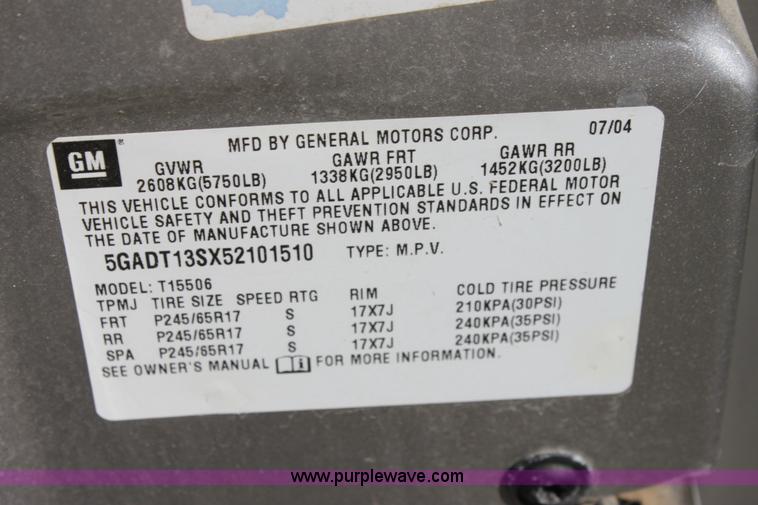 GM
MFD BY GENERAL MOTORS CORP. 07/04
GVWR GAWR FRT GAWR RR
2608KG(5750LB) 1338KG(2950LB) 1452KG(3200LB)
THIS VEHICLE CONFORMS TO ALL APPLICABLE U.S. FEDERAL MOTOR
VEHICLE SAFETY AND THEFT PREVENTION STANDARDS IN EFFECT ON
THE DATE OF MANUFACTURE SHOWN ABOVE.
5GADT13SX52101510 TYPE: M.P.V.
MODEL: T15506
TPMJ TIRE SIZE SPEED RTG RIM COLD TIRE PRESSURE
FRT P245/65R17 S 17X7J 210KPA(30PSI)
RR P245/65R17 S 17X7J 240KPA(35PSI)
SPA P245/65R17 S 17X7J 240KPA(35PSI)
SEE OWNER'S MANUAL FOR MORE INFORMATION.
www.purplewave.com